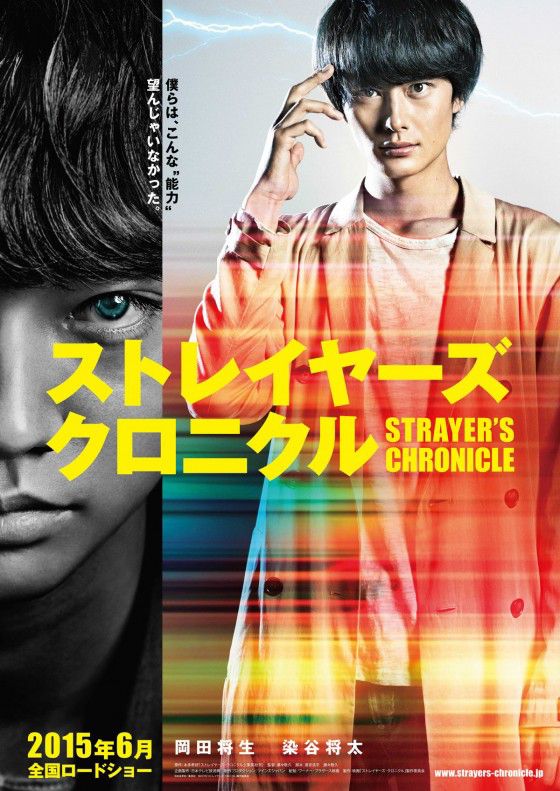 僕らは、こんな”能力“
望んじゃいなかった。
ストレイヤーズ
クロニクル
STRAYER'S
CHRONICLE
2015年6月
全国ロードショー
岡田将生 染谷将太
www.strayers-chronicle.jp